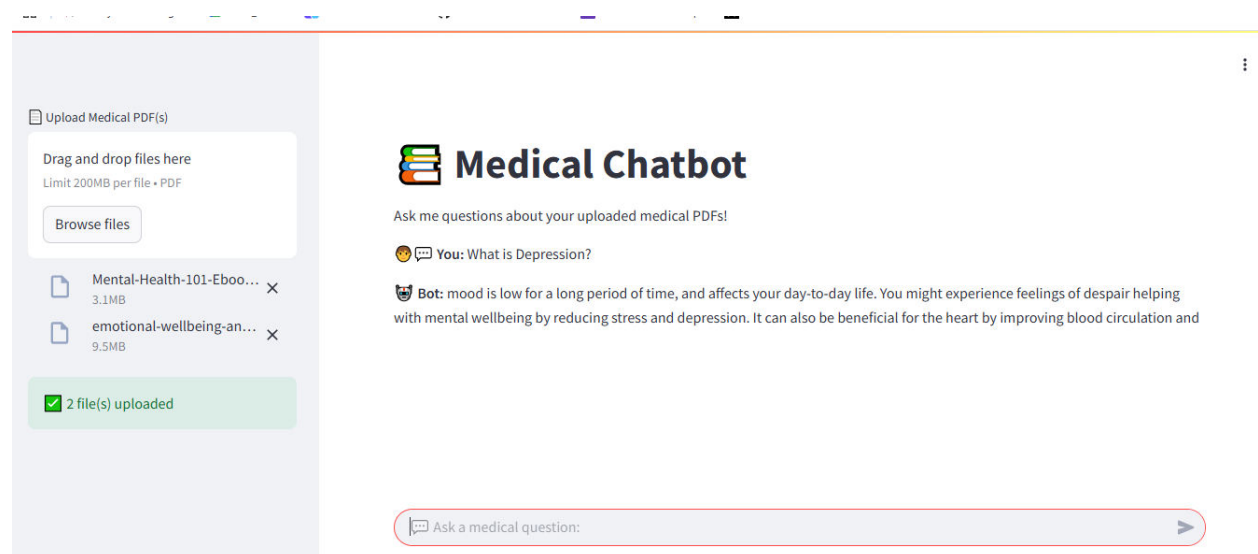 Upload Medical PDF(s)
Drag and drop files here
Limit 200MB per file • PDF
Browse files
Mental-Health-101-Eboo...
3.1MB
emotional-wellbeing-an...
9.5MB
2 file(s) uploaded
Medical Chatbot
Ask me questions about your uploaded medical PDFs!
You: What is Depression?
Bot: mood is low for a long period of time, and affects your day-to-day life. You might experience feelings of despair helping
with mental wellbeing by reducing stress and depression. It can also be beneficial for the heart by improving blood circulation and
Ask a medical question: